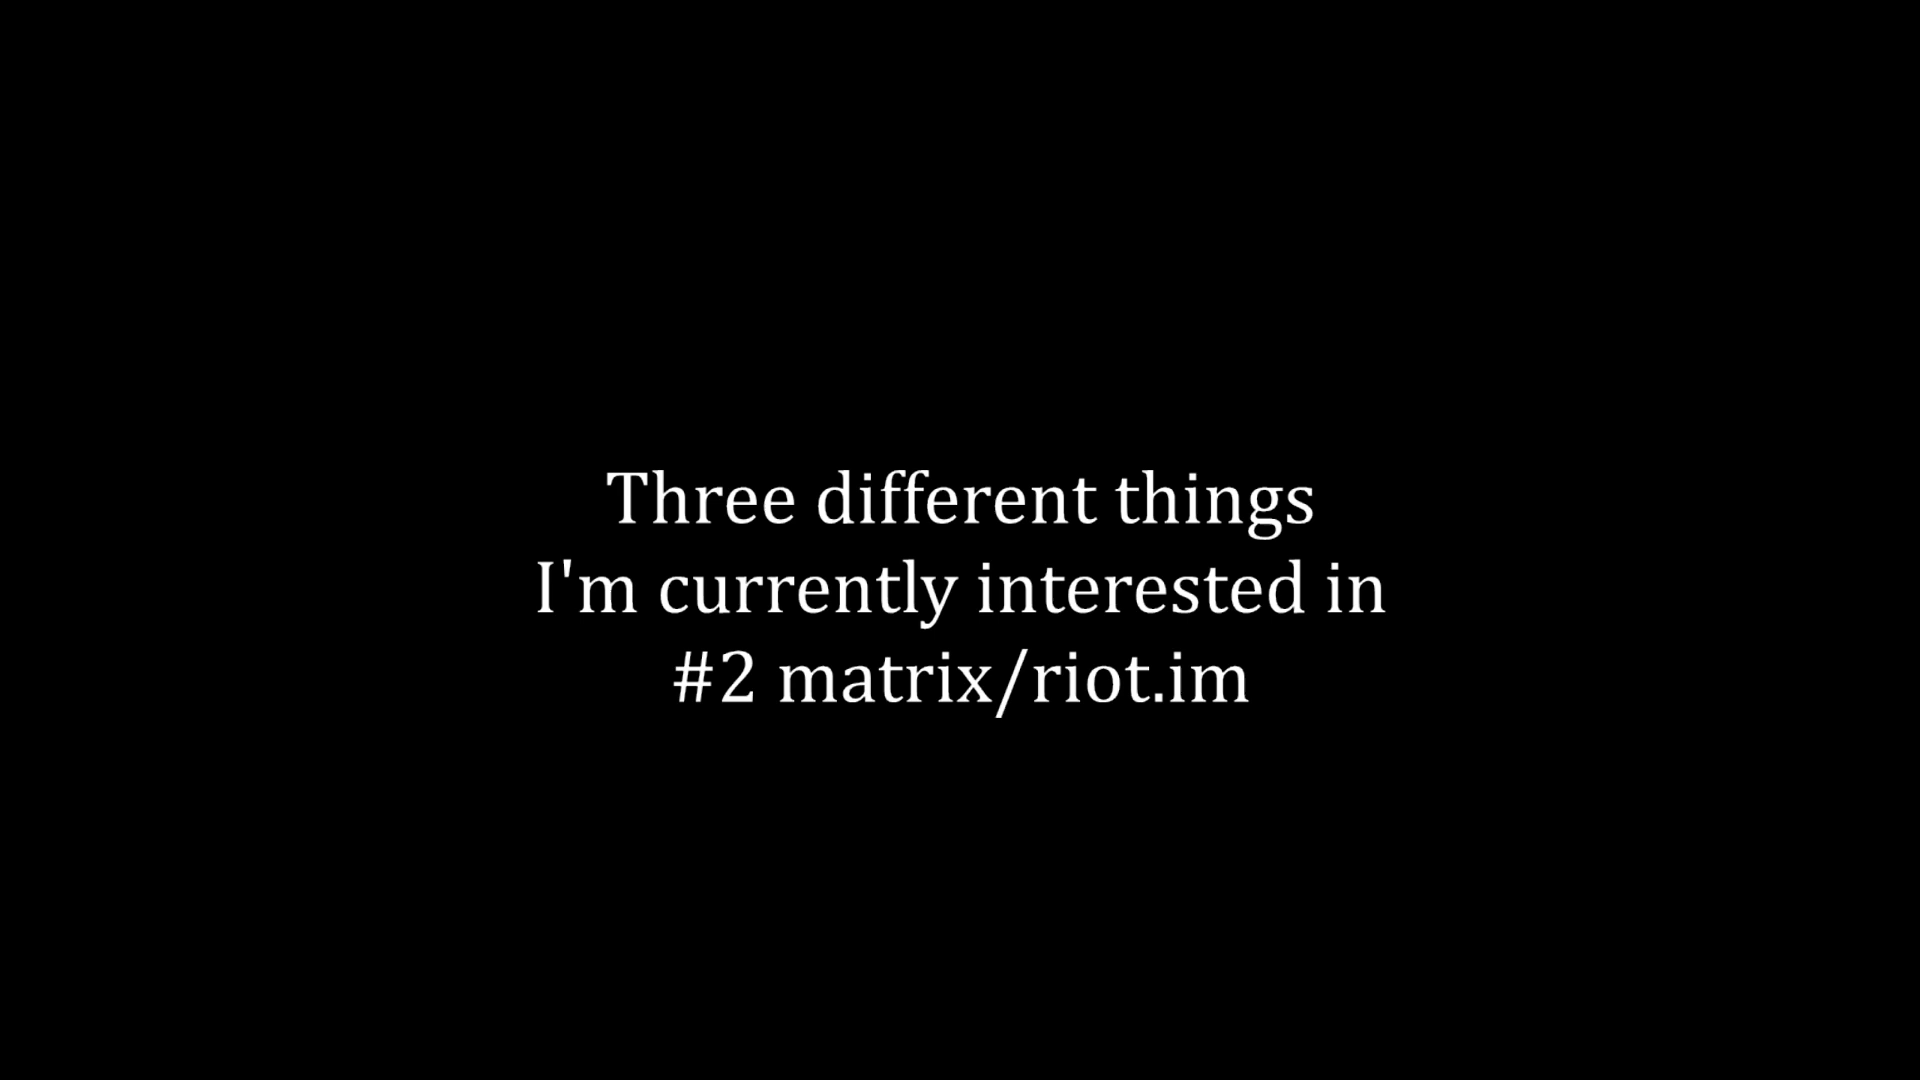 Three different things
I'm currently interested in
#2 matrix/riot.im